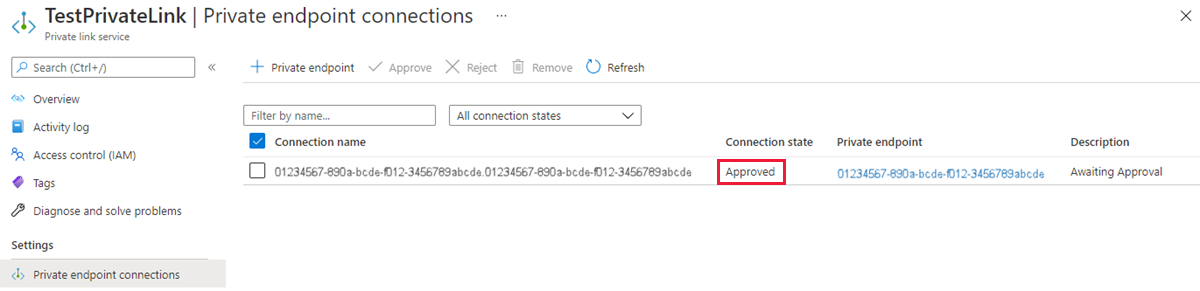 TestPrivateLink | Private endpoint connections ...
Private link service
Search (Ctrl+/)
«
Overview
Activity log
Access control (IAM)
Tags
Diagnose and solve problems
Settings
Private endpoint connections
Private endpoint Approve Reject Remove Refresh
Filter by name... All connection states
Connection name Connection state Private endpoint Description
01234567-890a-bcde-f012-3456789abcde.01234567-890a-bcde-f012-3456789abcde Approved 01234567-890a-bcde-f012-3456789abcde Awaiting Approval